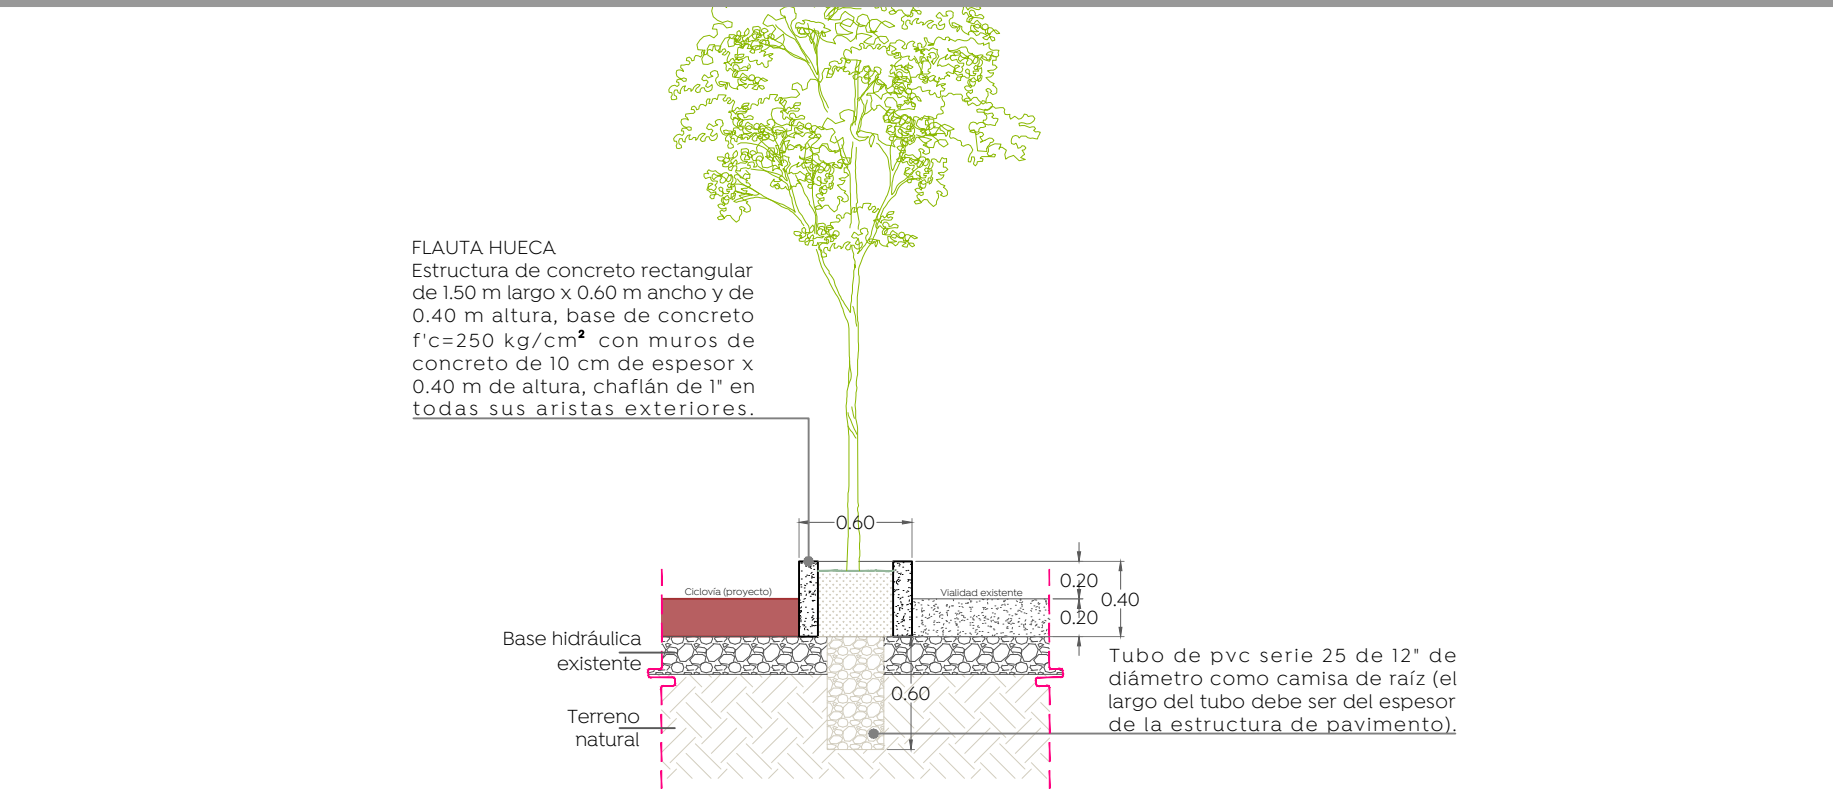 FLAUTA HUECA
Estructura de concreto rectangular
de 1.50 m largo x 0.60 m ancho y de
0.40 m altura, base de concreto
f'c=250 kg/cm² con muros de
concreto de 10 cm de espesor x
0.40 m de altura, chaflán de 1" en
todas sus aristas exteriores.
0.60
Ciclovía (proyecto)
Vialidad existente
0.20
0.40
0.20
Base hidráulica
existente
Terreno
natural
0.60
Tubo de pvc serie 25 de 12" de
diámetro como camisa de raíz (el
largo del tubo debe ser del espesor
de la estructura de pavimento).